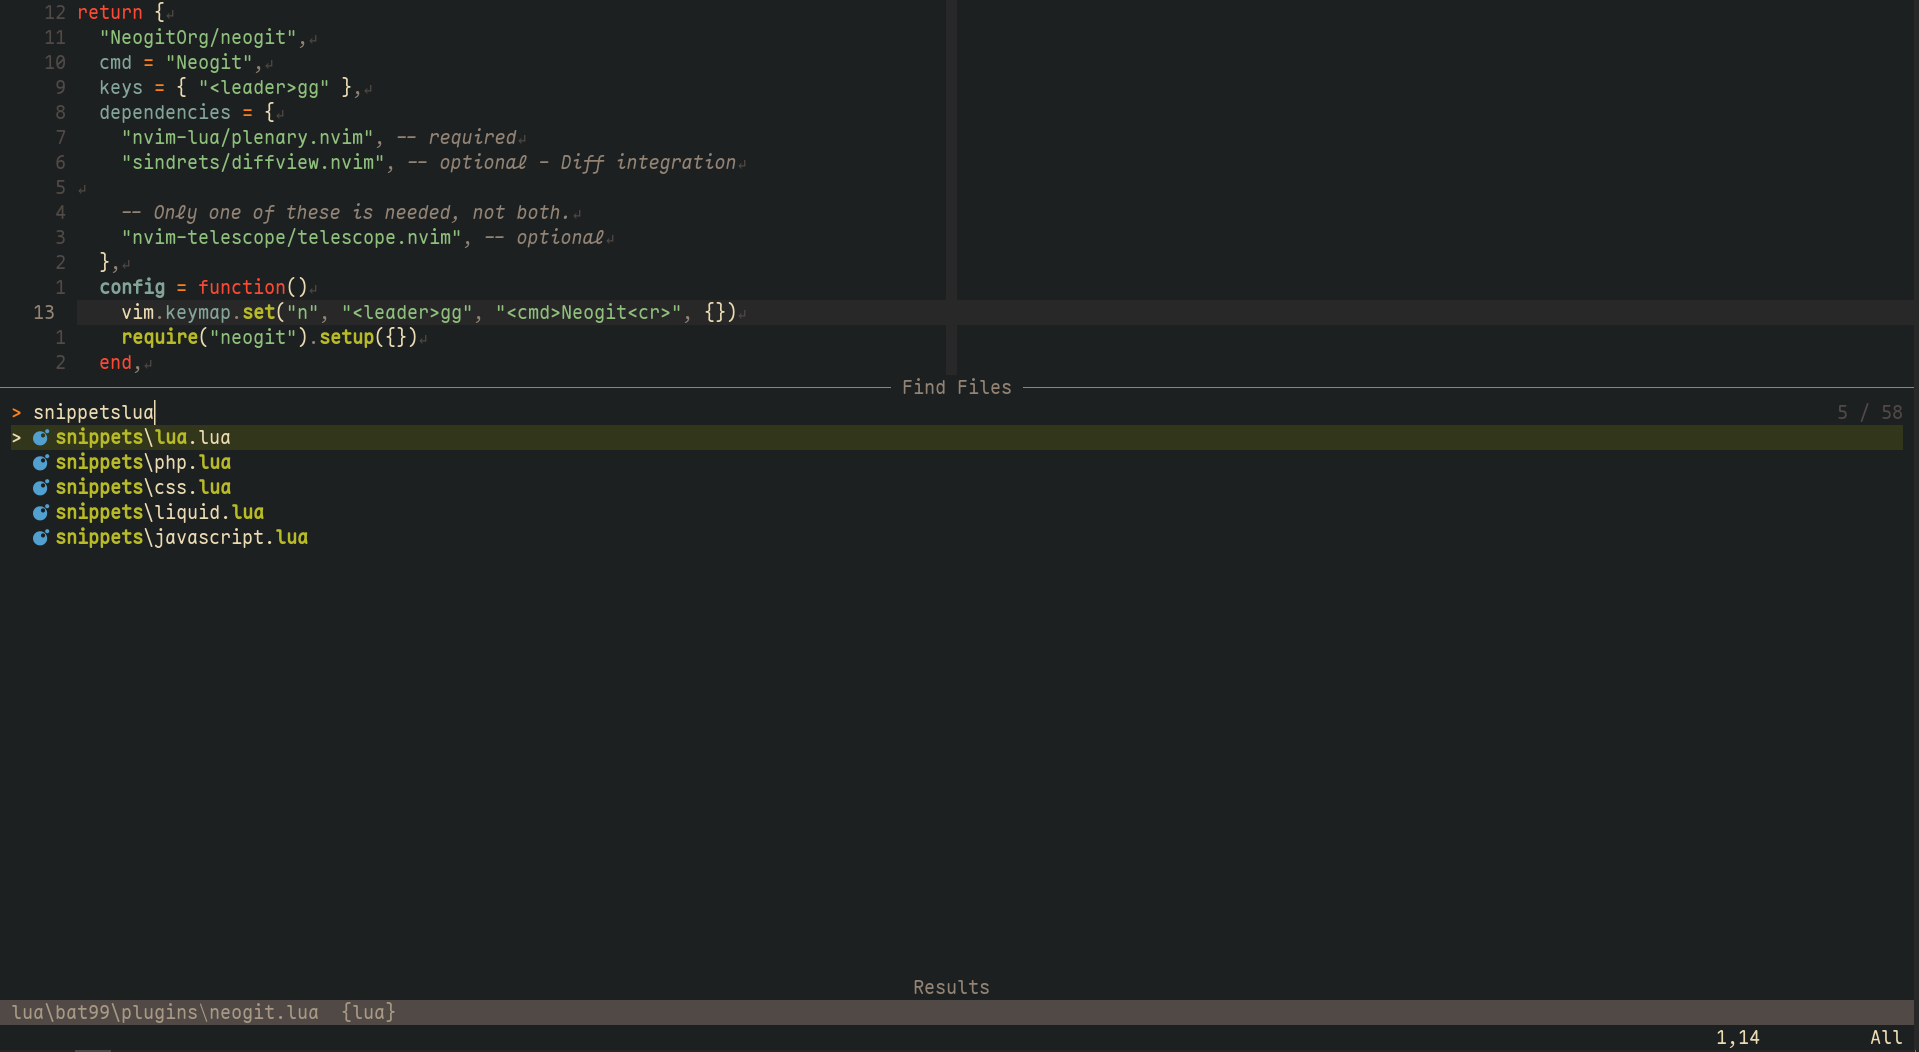 12 return {↲
11   "NeogitOrg/neogit",↲
10   cmd = "Neogit",↲
9   keys = { "<leader>gg" },↲
8   dependencies = {↲
7     "nvim-lua/plenary.nvim", -- required↲
6     "sindrets/diffview.nvim", -- optional - Diff integration↲
5 ↲
4     -- Only one of these is needed, not both.↲
3     "nvim-telescope/telescope.nvim", -- optional↲
2   },↲
1   config = function()↲
13     vim.keymap.set("n", "<leader>gg", "<cmd>Neogit<cr>", {})↲
1     require("neogit").setup({})↲
2   end,↲
Find Files
> snippetslua 5 / 58
> snippets\lua.lua
snippets\php.lua
snippets\css.lua
snippets\liquid.lua
snippets\javascript.lua
Results
lua\bat99\plugins\neogit.lua  {lua}
1,14 All